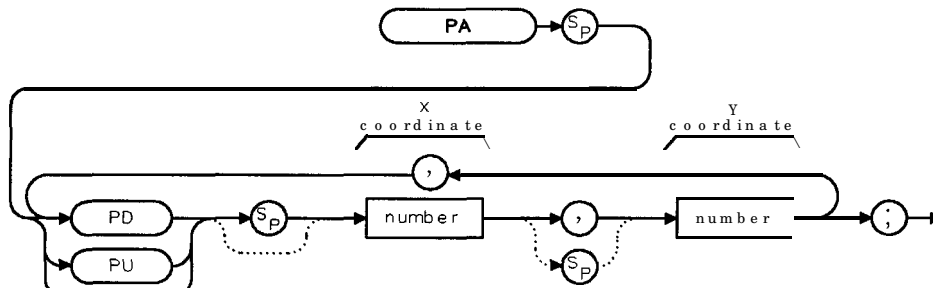 PA SP
X
coordinate
Y
coordinate
,
PD SP number , number ;
PU SP